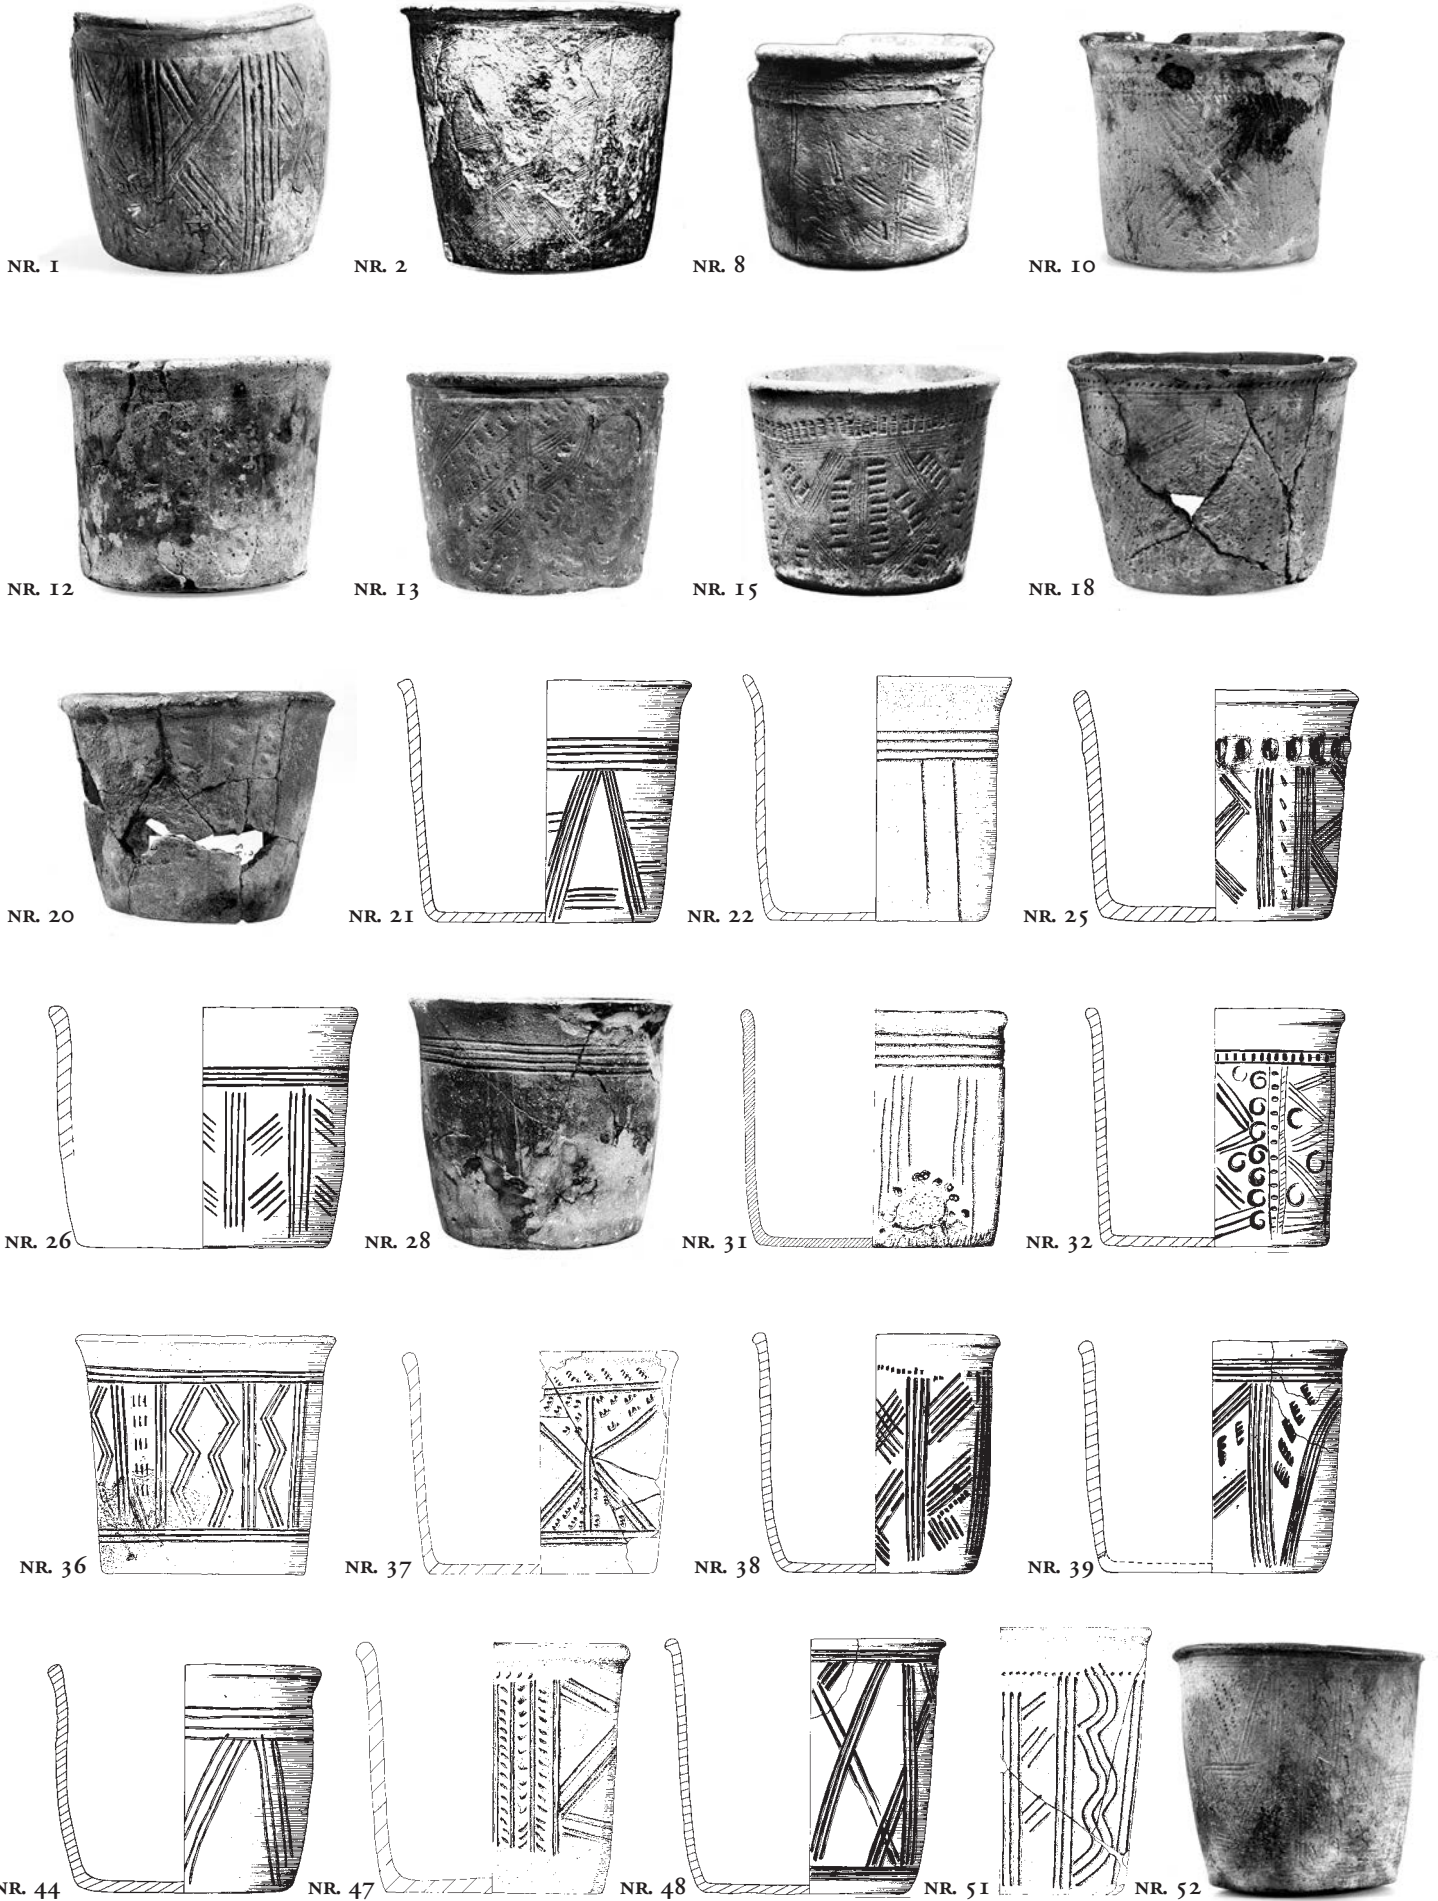 NR. 1 NR. 2 NR. 8 NR. 10
NR. 12 NR. 13 NR. 15 NR. 18
NR. 20 NR. 21 NR. 22 NR. 25
NR. 26 NR. 28 NR. 31 NR. 32
NR. 36 NR. 37 NR. 38 NR. 39
NR. 44 NR. 47 NR. 48 NR. 51 NR. 52